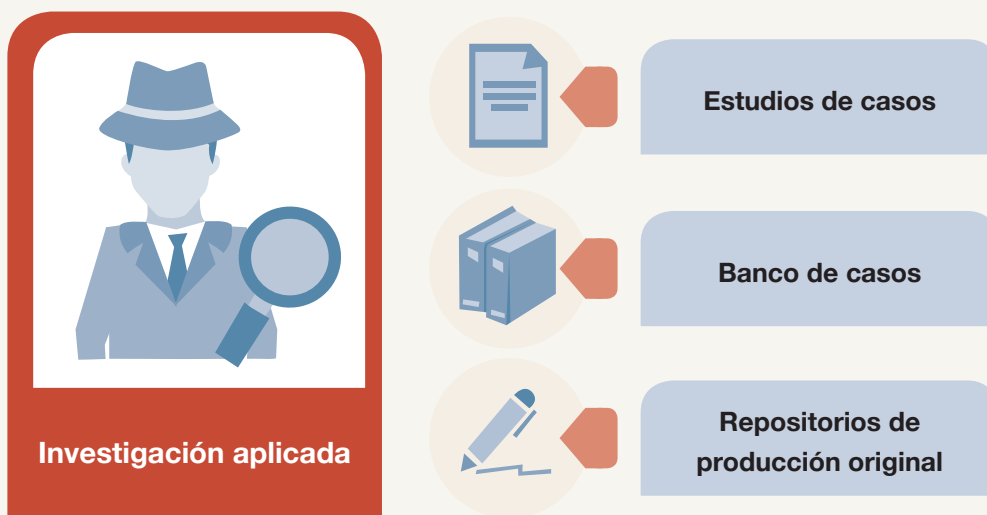 Investigación aplicada
Estudios de casos
Banco de casos
Repositorios de
producción original